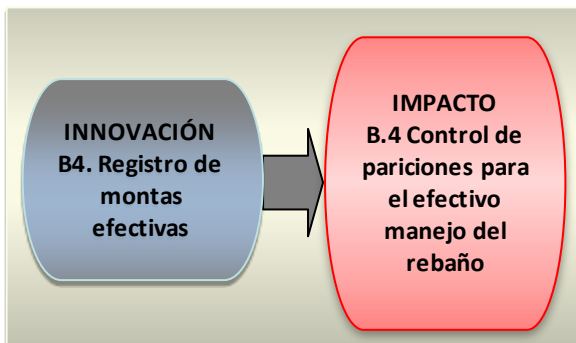 INNOVACIÓN
B4. Registro de
montas
efectivas
IMPACTO
B.4 Control de
pariciones para
el efectivo
manejo del
rebaño